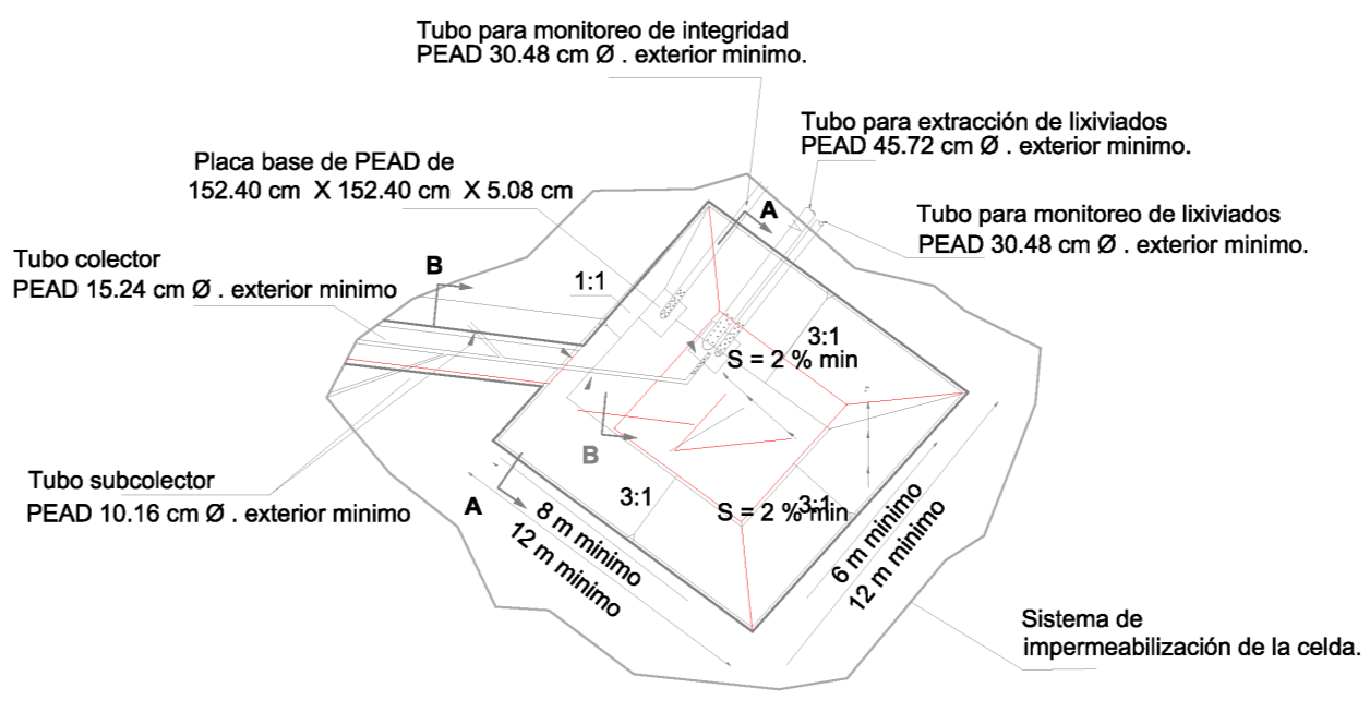 Tubo para monitoreo de integridad
PEAD 30.48 cm Ø . exterior minimo.
Tubo para extracción de lixiviados
PEAD 45.72 cm Ø . exterior minimo.
Placa base de PEAD de
152.40 cm X 152.40 cm X 5.08 cm
A
Tubo para monitoreo de lixiviados
PEAD 30.48 cm Ø . exterior minimo.
Tubo colector
PEAD 15.24 cm Ø . exterior minimo
B
1:1
3:1
S = 2 % min
B
Tubo subcolector
PEAD 10.16 cm Ø . exterior minimo
A
3:1
S = 2 % min
3:1
8 m minimo
12 m minimo
6 m minimo
12 m minimo
Sistema de
impermeabilización de la celda.